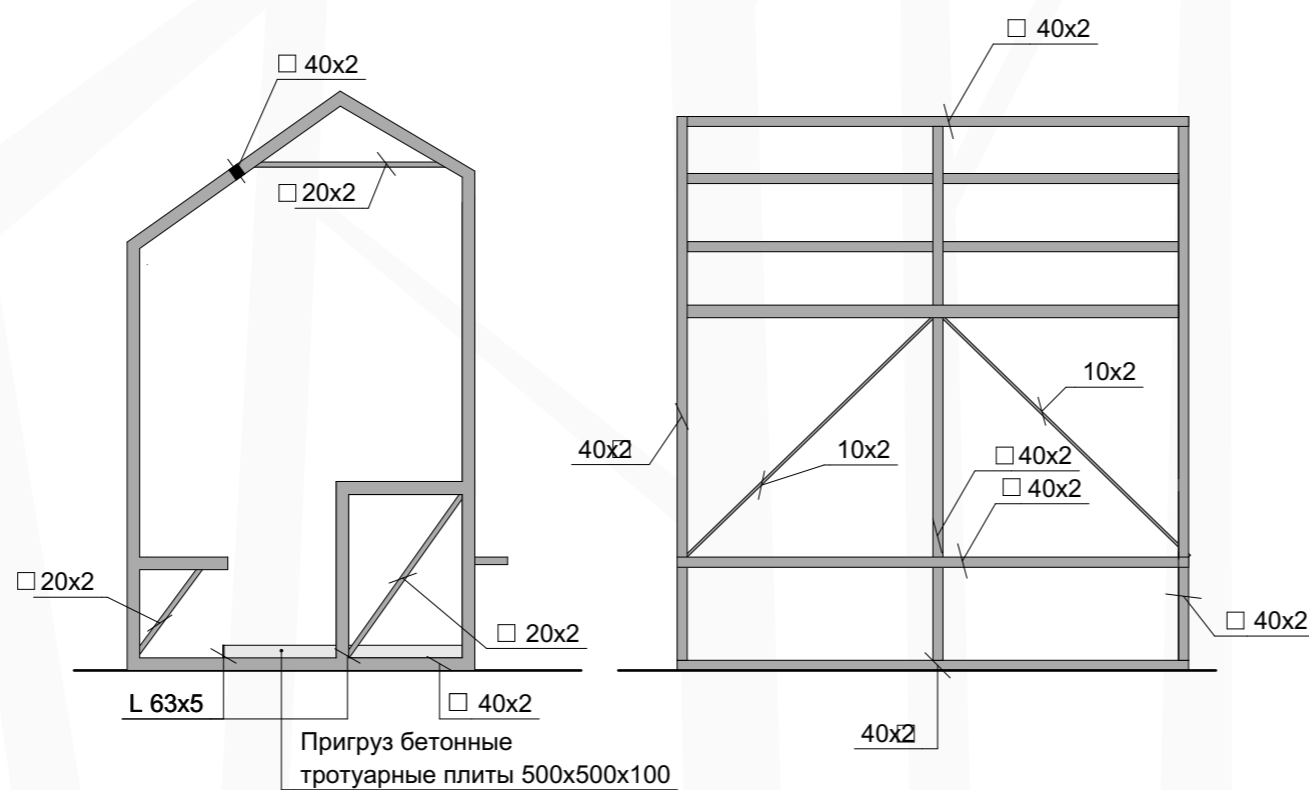 □ 40x2
□ 20x2
□ 20x2
□ 20x2
L 63x5
□ 40x2
Пригруз бетонные
тротуарные плиты 500x500x100
□ 40x2
10x2
40x2□
10x2
□ 40x2
□ 40x2
□ 40x2
40x2□